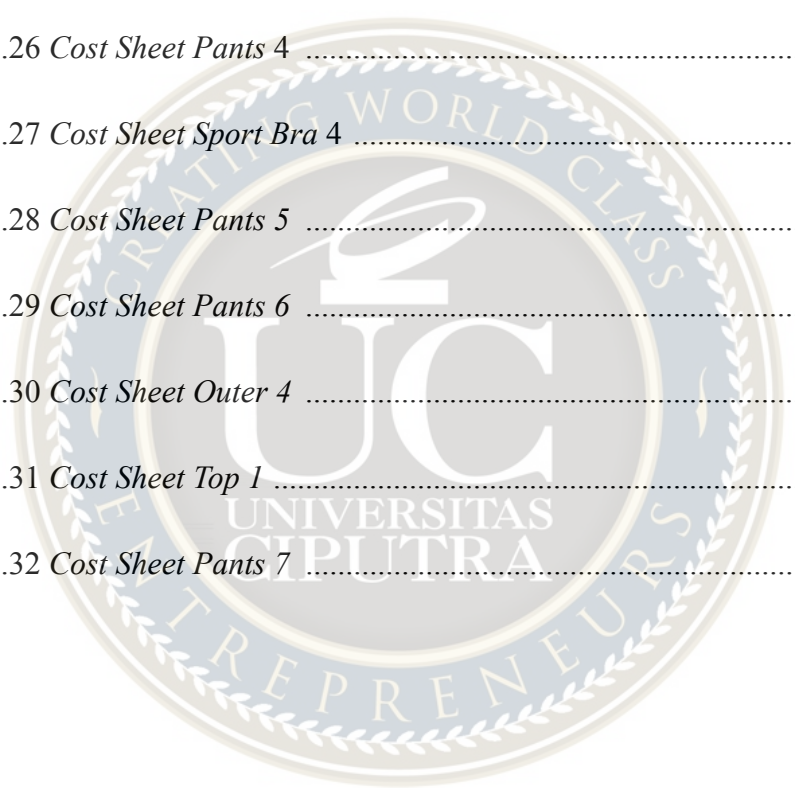 .26 Cost Sheet Pants 4 ........................................................
.27 Cost Sheet Sport Bra 4 ..................................................
.28 Cost Sheet Pants 5 ........................................................
.29 Cost Sheet Pants 6 ........................................................
.30 Cost Sheet Outer 4 ........................................................
.31 Cost Sheet Top 1 ............................................................
.32 Cost Sheet Pants 7 ........................................................
CREATING WORLD CLASS
UC
UNIVERSITAS
CIPUTRA
ENTREPRENEURS